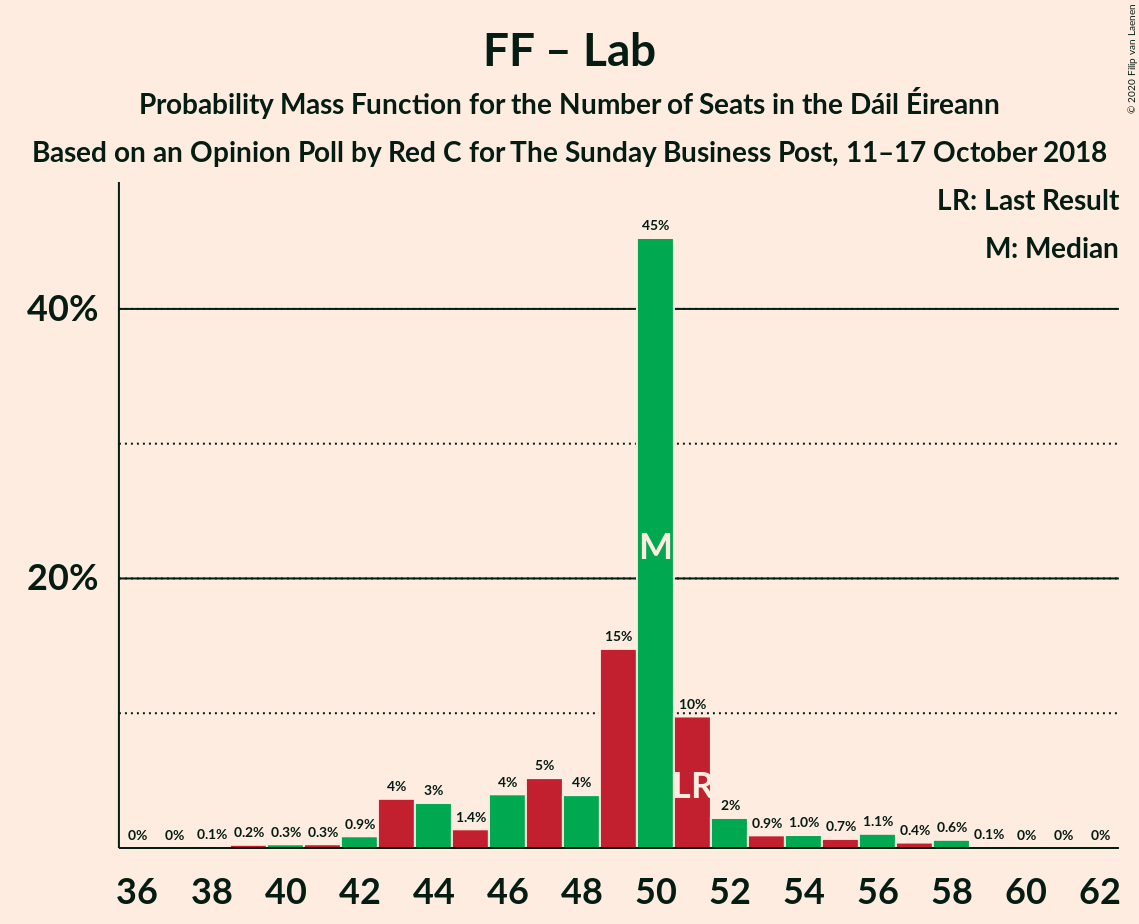 FF – Lab
Probability Mass Function for the Number of Seats in the Dáil Éireann
Based on an Opinion Poll by Red C for The Sunday Business Post, 11–17 October 2018
© 2020 Filip van Laenen
LR: Last Result
M: Median
45%
40%
M
20%
15%
10%
LR
5%
4%
4%
4%
3%
2%
1.4%
0% 0% 0.1% 0.2% 0.3% 0.3% 0.9% 0.9% 1.0% 0.7% 1.1% 0.4% 0.6% 0.1% 0% 0% 0%
36 38 40 42 44 46 48 50 52 54 56 58 60 62